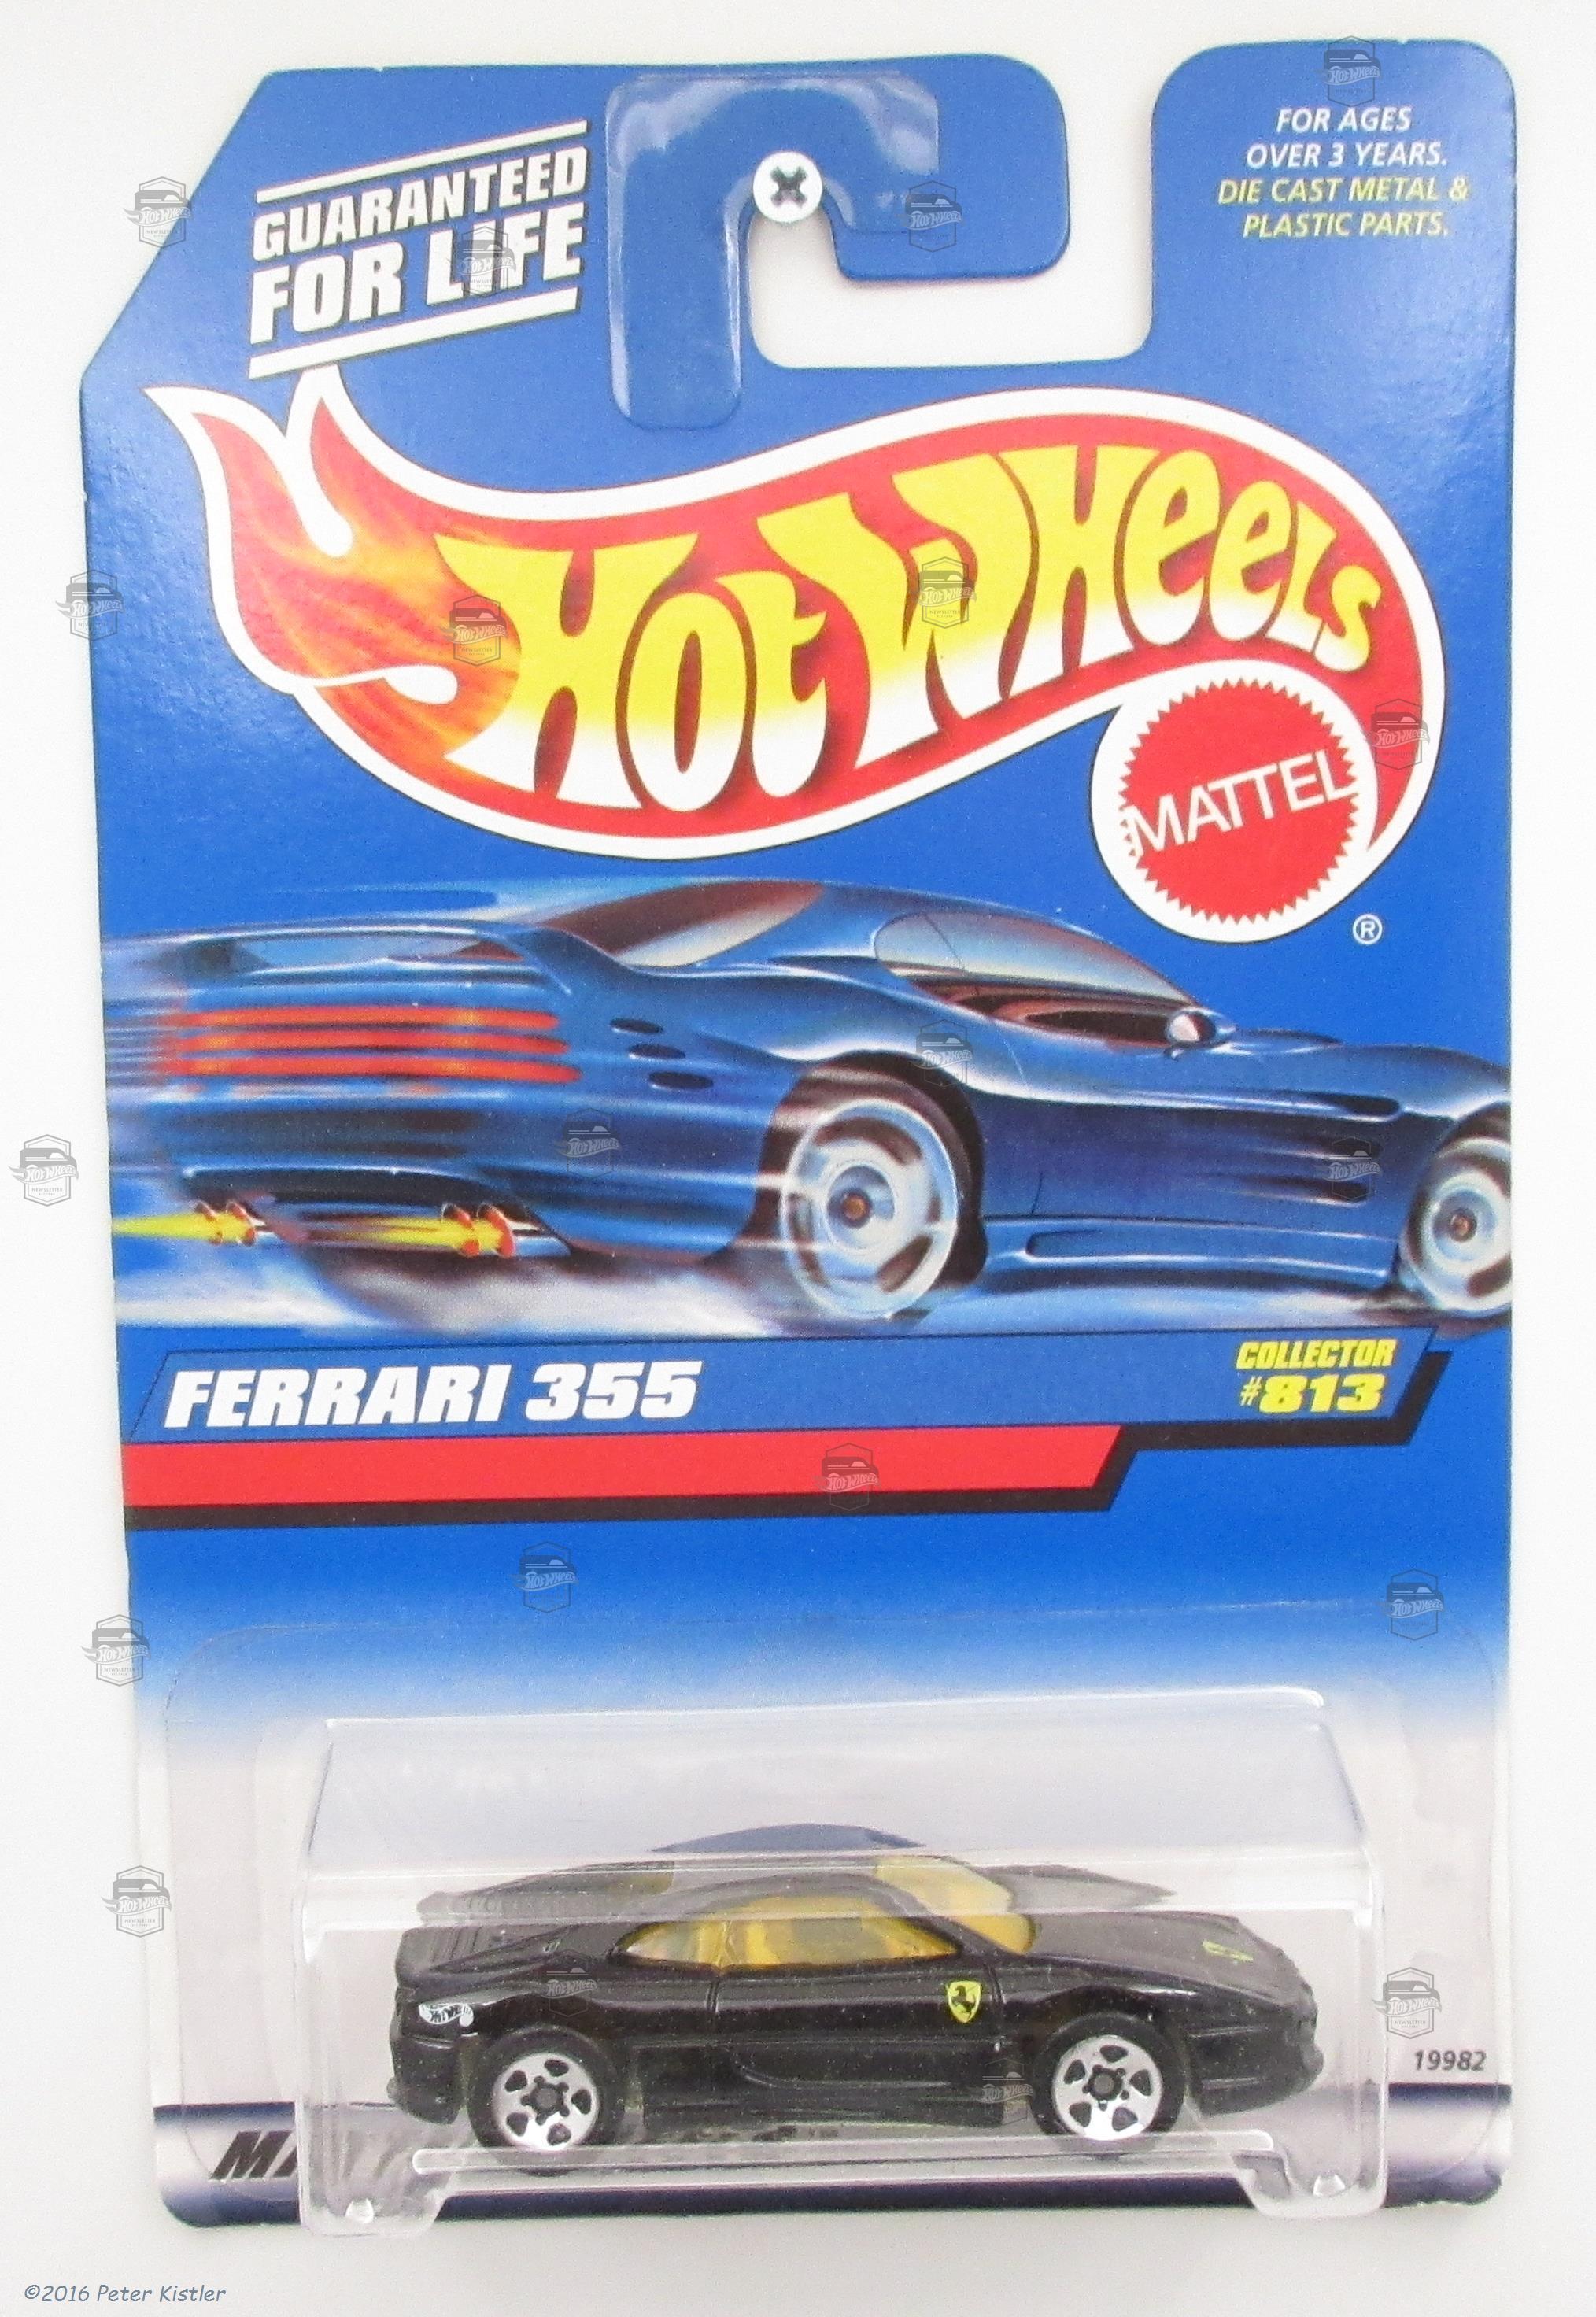 GUARANTEED
FOR LIFE
FOR AGES
OVER 3 YEARS.
DIE CAST METAL &
PLASTIC PARTS.
HOT WHEELS
MATTEL
®
FERRARI 355
COLLECTOR
#813
19982
©2016 Peter Kistler